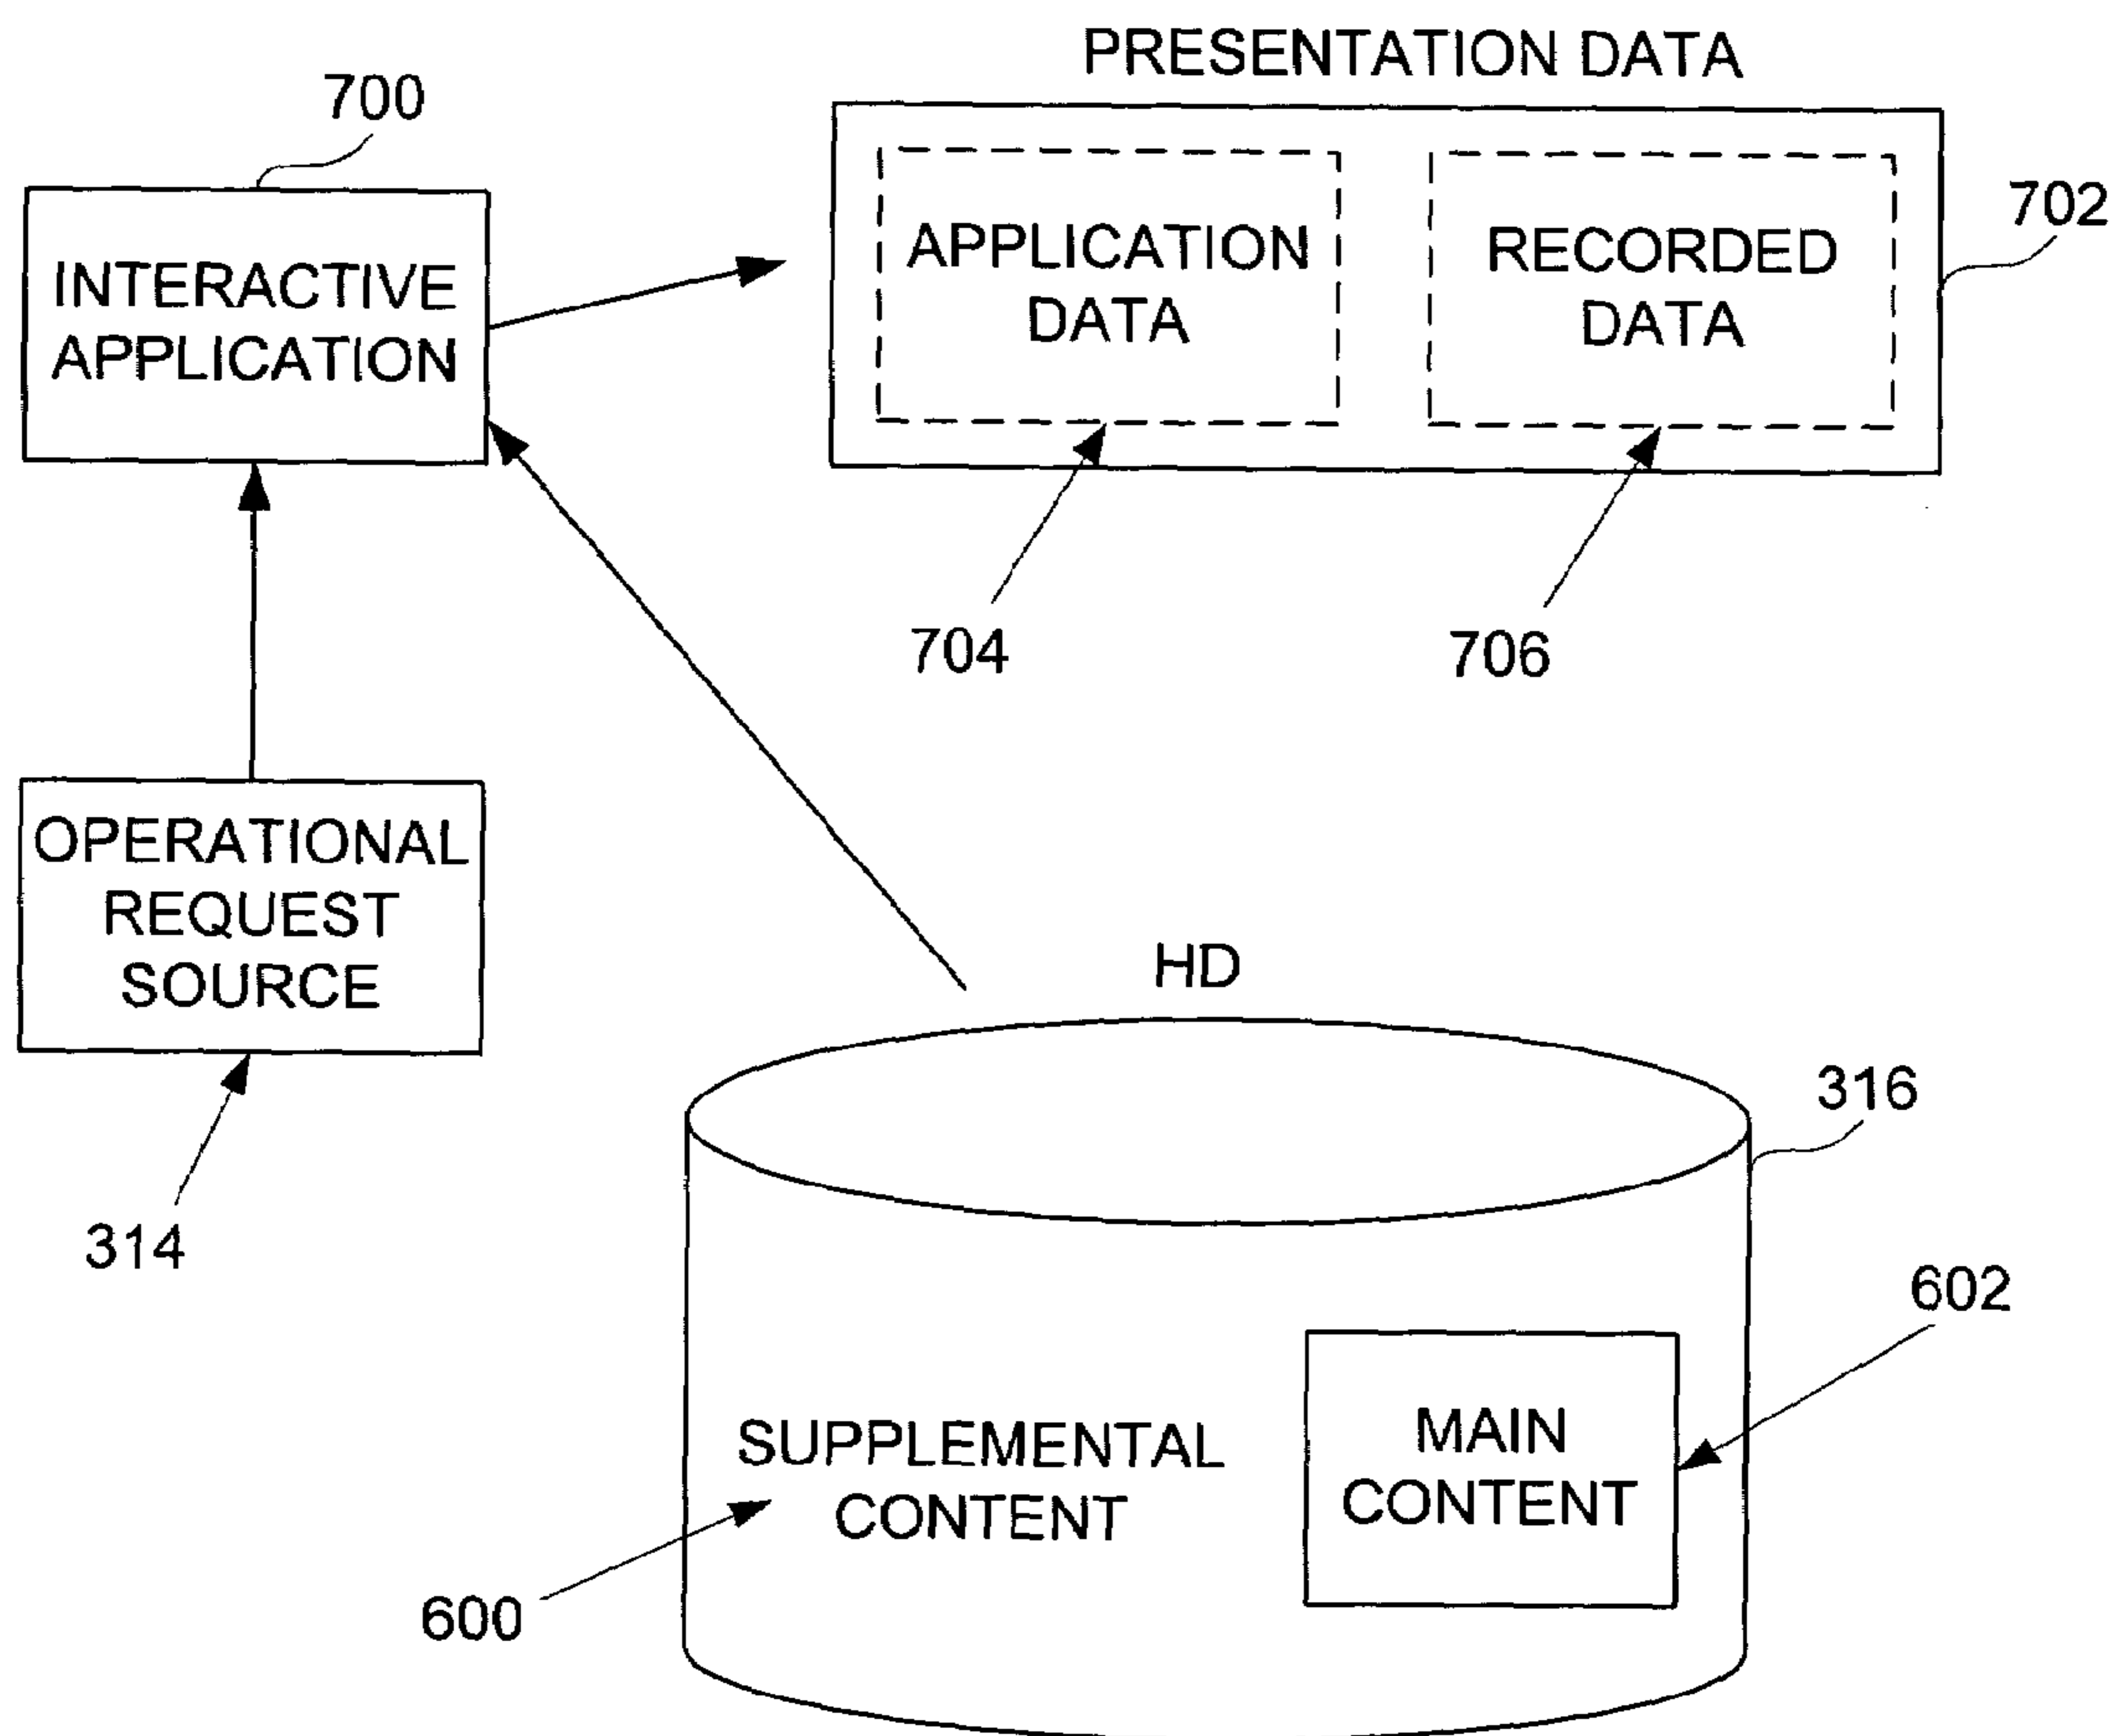 PRESENTATION DATA
700
INTERACTIVE
APPLICATION
APPLICATION
DATA
RECORDED
DATA
702
704
706
OPERATIONAL
REQUEST
SOURCE
314
HD
316
602
SUPPLEMENTAL
CONTENT
MAIN
CONTENT
600